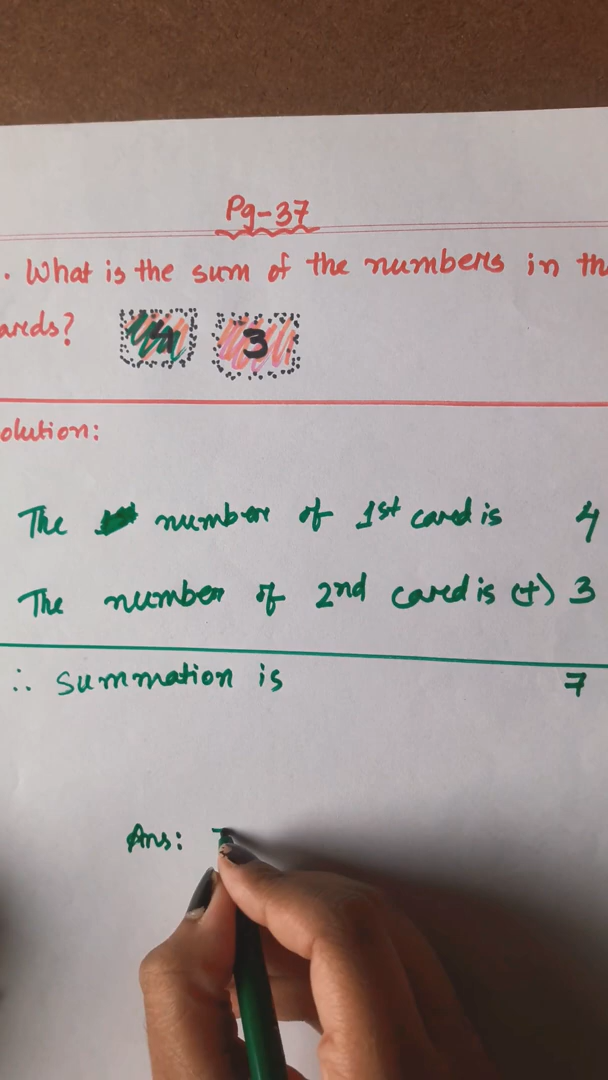 Pg-37
. What is the sum of the numbers in th
ards?
4 3
olution:
The number of 1st card is 4
The number of 2nd card is (+) 3
∴ Summation is 7
Ans: